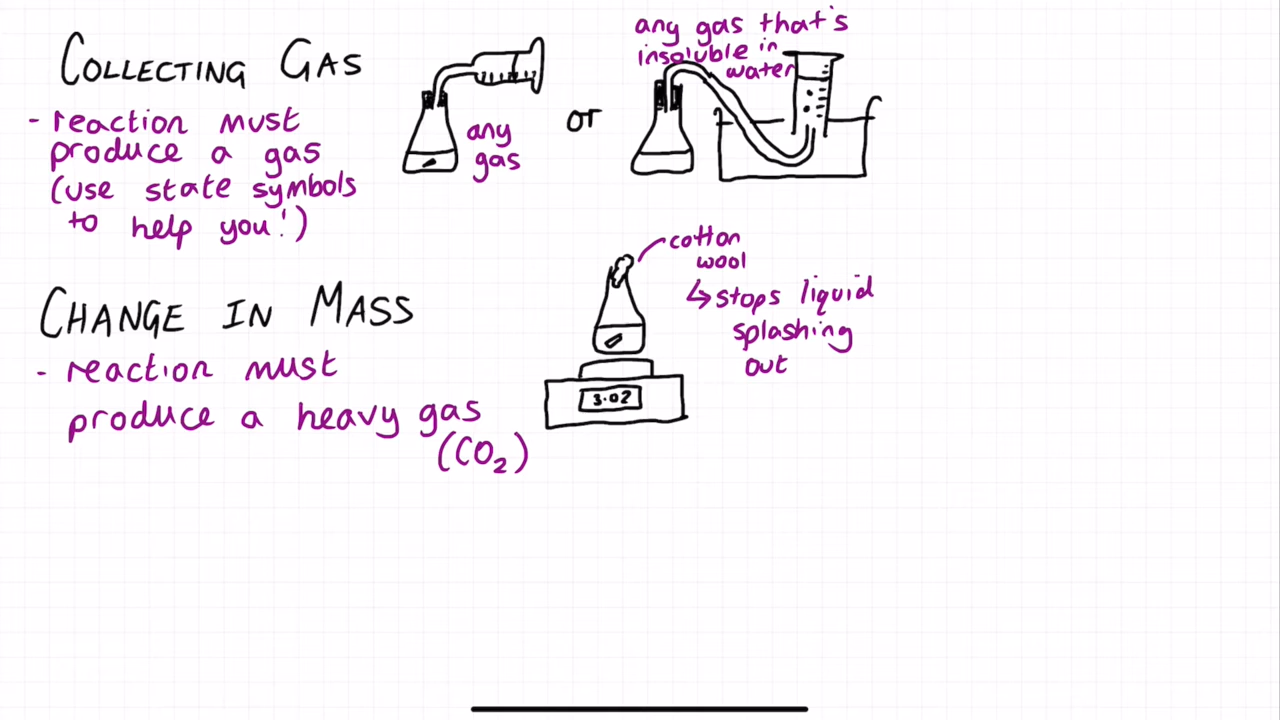 COLLECTING GAS
- reaction must
produce a gas
(use state symbols
to help you!)
any
gas
or
any gas that's
insoluble in
water
CHANGE IN MASS
- reaction must
produce a heavy gas
(CO₂)
cotton
wool
↳ stops liquid
splashing
out
3.02